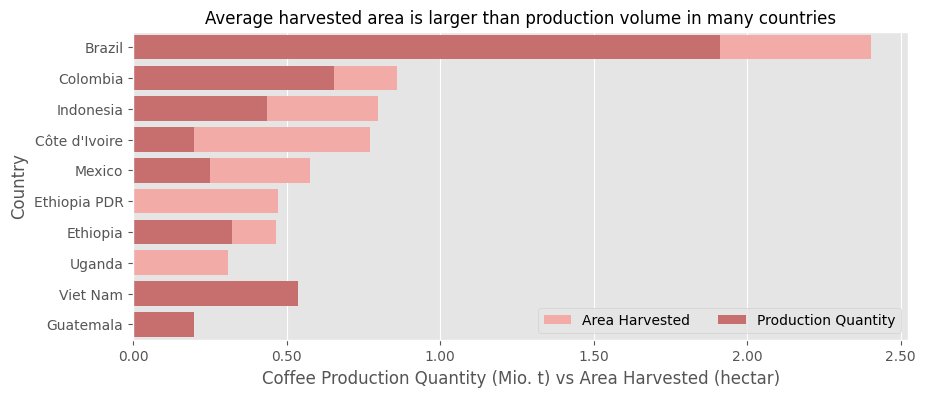 Average harvested area is larger than production volume in many countries
Country
Brazil
Colombia
Indonesia
Côte d'Ivoire
Mexico
Ethiopia PDR
Ethiopia
Uganda
Viet Nam
Guatemala
Area Harvested Production Quantity
0.00 0.50 1.00 1.50 2.00 2.50
Coffee Production Quantity (Mio. t) vs Area Harvested (hectar)